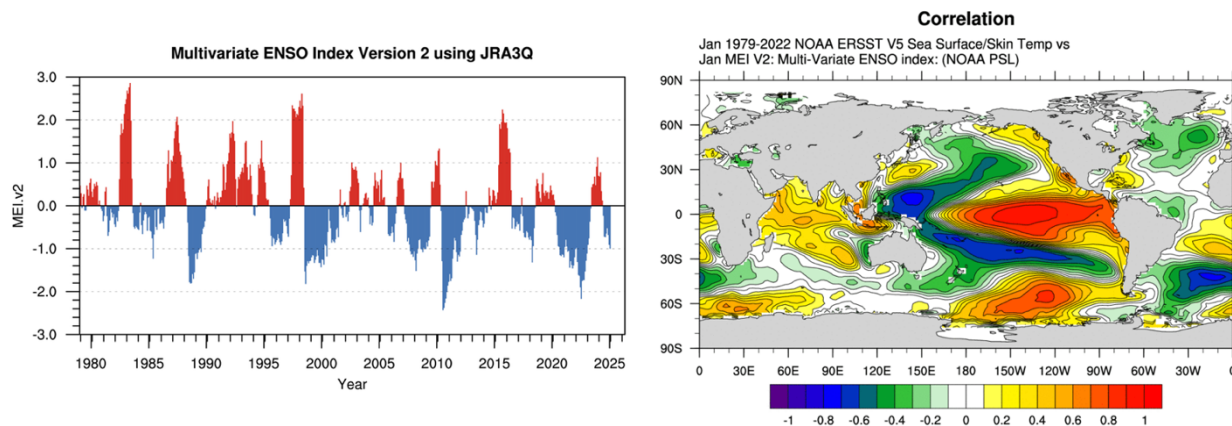 Multivariate ENSO Index Version 2 using JRA3Q
3.0
2.0
1.0
0.0
-1.0
-2.0
-3.0
MEI.v2
1980 1985 1990 1995 2000 2005 2010 2015 2020 2025
Year
Correlation
Jan 1979-2022 NOAA ERSST V5 Sea Surface/Skin Temp vs
Jan MEI V2: Multi-Variate ENSO index: (NOAA PSL)
90N
60N
30N
0
30S
60S
90S
0 30E 60E 90E 120E 150E 180 150W 120W 90W 60W 30W 0
-1 -0.8 -0.6 -0.4 -0.2 0 0.2 0.4 0.6 0.8 1